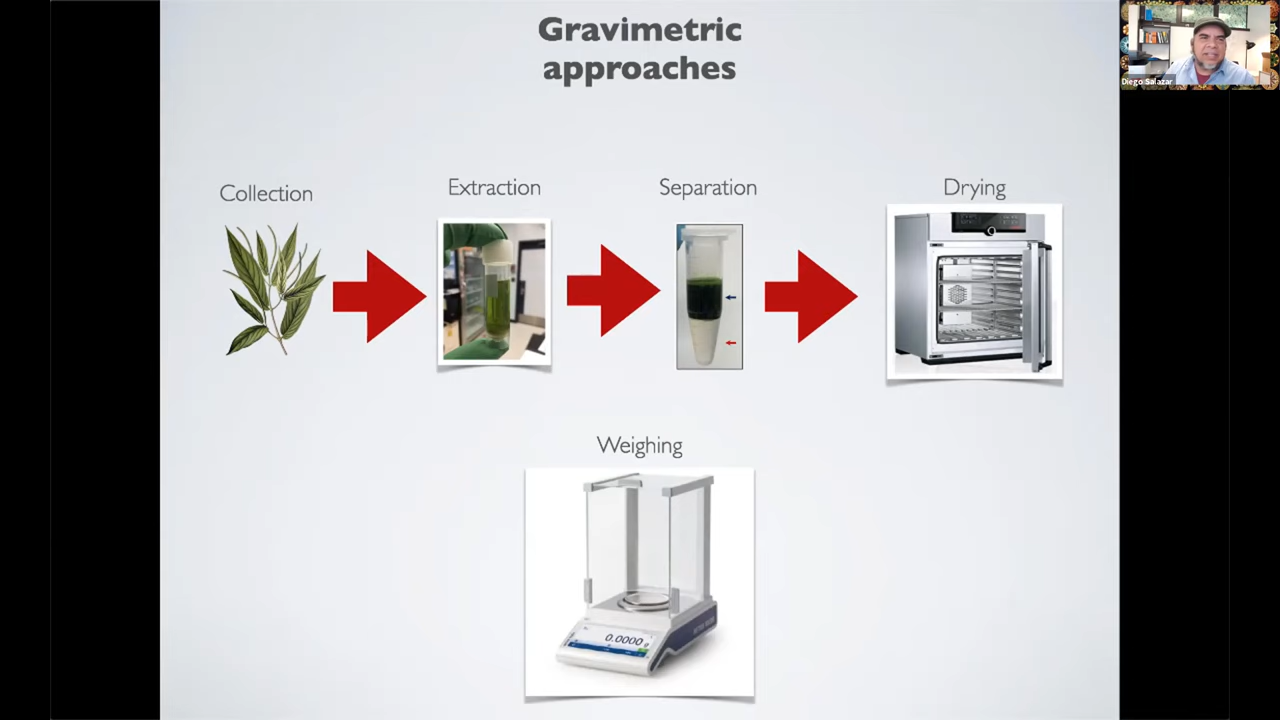 Gravimetric
approaches
Diego Salazar
Collection
Extraction
Separation
Drying
Weighing
0.0000 g